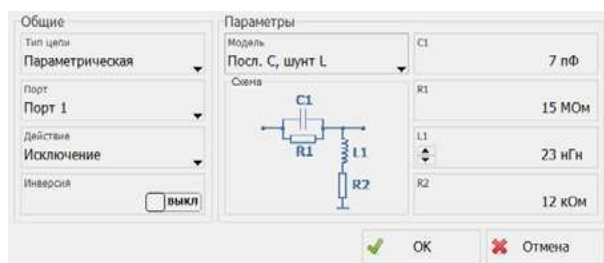 Общие
Тип цепи
Параметрическая
Порт
Порт 1
Действие
Исключение
Инверсия
выкл
Параметры
Модель
Посл. C, шунт L
Схема
C1
R1
L1
R2
C1
7 пФ
R1
15 МОм
L1
23 нГн
R2
12 кОм
OK
Отмена